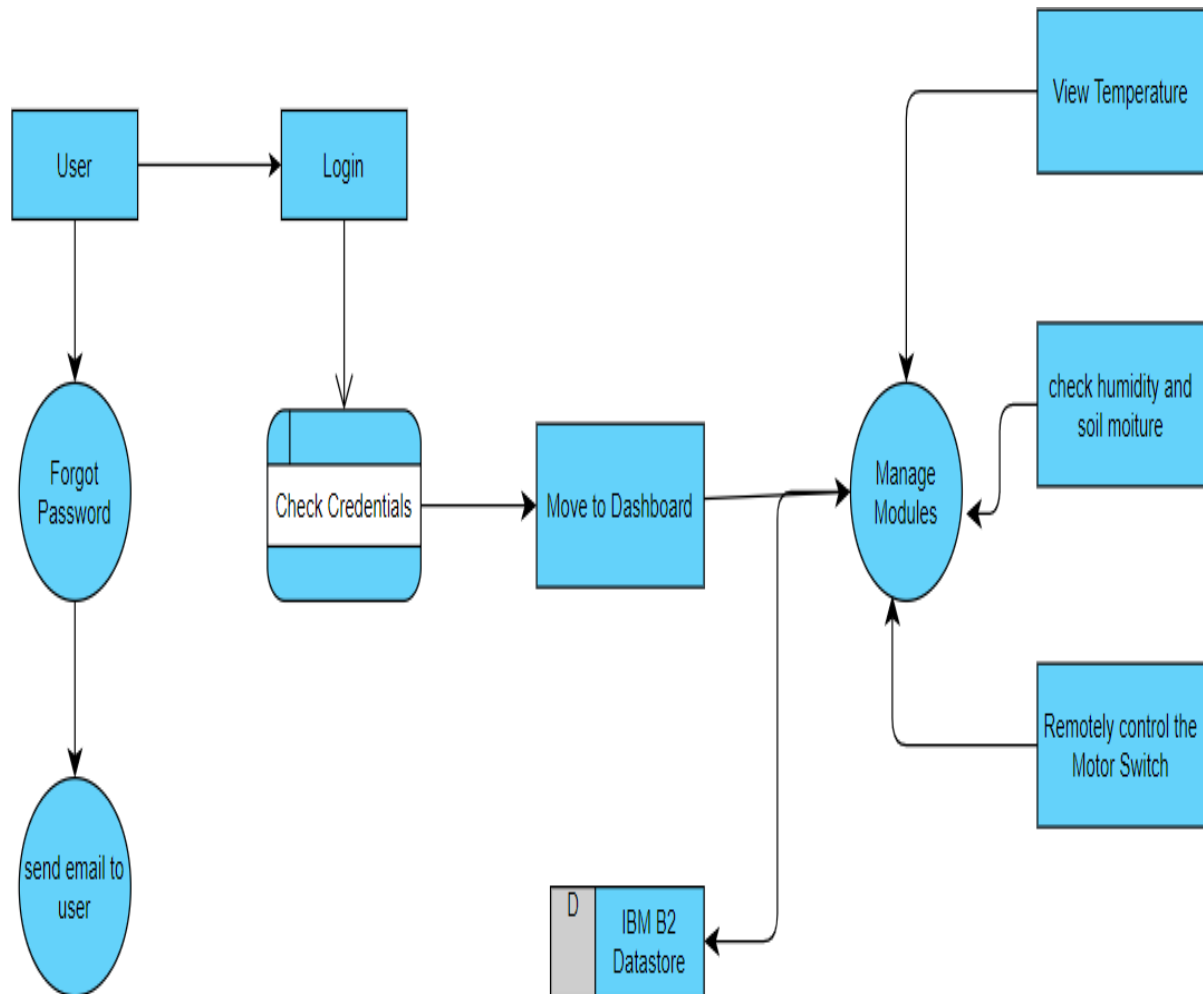 User
Login
View Temperature
check humidity and
soil moiture
Forgot
Password
Check Credentials
Move to Dashboard
Manage
Modules
Remotely control the
Motor Switch
send email to
user
D
IBM B2
Datastore